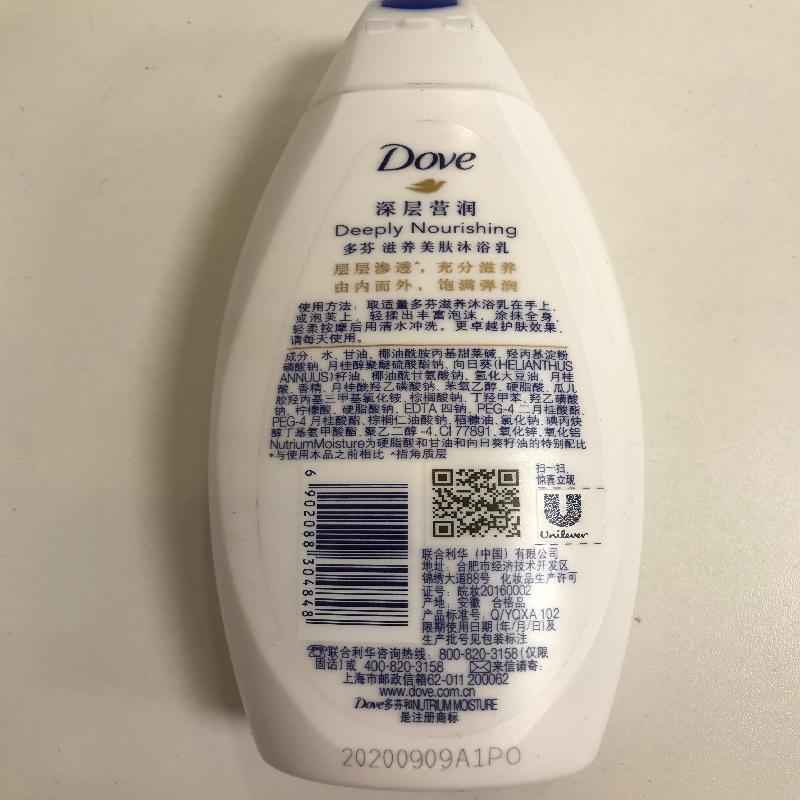 Dove
深层营润
Deeply Nourishing
多芬 滋养美肤沐浴乳
层层渗透^，充分滋养
由内而外，饱满弹润
使用方法：取适量多芬滋养沐浴乳在手上，
或泡芙上，轻揉出丰富泡沫，涂抹全身，
轻柔按摩后用清水冲洗。更卓越护肤效果，
请每天使用。
成分：水、甘油、椰油酰胺丙基甜菜碱、羟丙基淀粉
磷酸钠、月桂醇聚醚硫酸酯钠、向日葵(HELIANTHUS
ANNUUS)籽油、椰油酰甘氨酸钠、氢化大豆油、月桂
酸、香精、月桂酰羟乙磺酸钠、苯氧乙醇、硬脂酸、瓜儿
胶羟丙基三甲基氯化铵、棕榈酸钠、丁羟甲苯、羟乙磺酸
钠、柠檬酸、硬脂酸钠、EDTA 四钠、PEG-4 二月桂酸酯、
PEG-4 月桂酸酯、棕榈仁油酸钠、稻糠油、氯化钠、碘丙炔
醇丁基氨甲酸酯、聚乙二醇-4、CI 77891、氧化锌、氧化铝
NutriumMoisture为硬脂酸和甘油和向日葵籽油的特别配比
*与使用本品之前相比 ^指角质层
扫一扫，
惊喜立现
Unilever
6 902088 304848
联合利华（中国）有限公司
地址：合肥市经济技术开发区
锦绣大道88号 化妆品生产许可
证号：皖妆20160002
产地：安徽 合格品
产品标准号：Q/YQXA 102
限期使用日期(年/月/日)及
生产批号见包装标注
联合利华咨询热线：800-820-3158(仅限
固话)或 400-820-3158 来信请寄：
上海市邮政信箱62-011 200062
www.dove.com.cn
Dove多芬和NUTRIUM MOISTURE
是注册商标
20200909A1PO